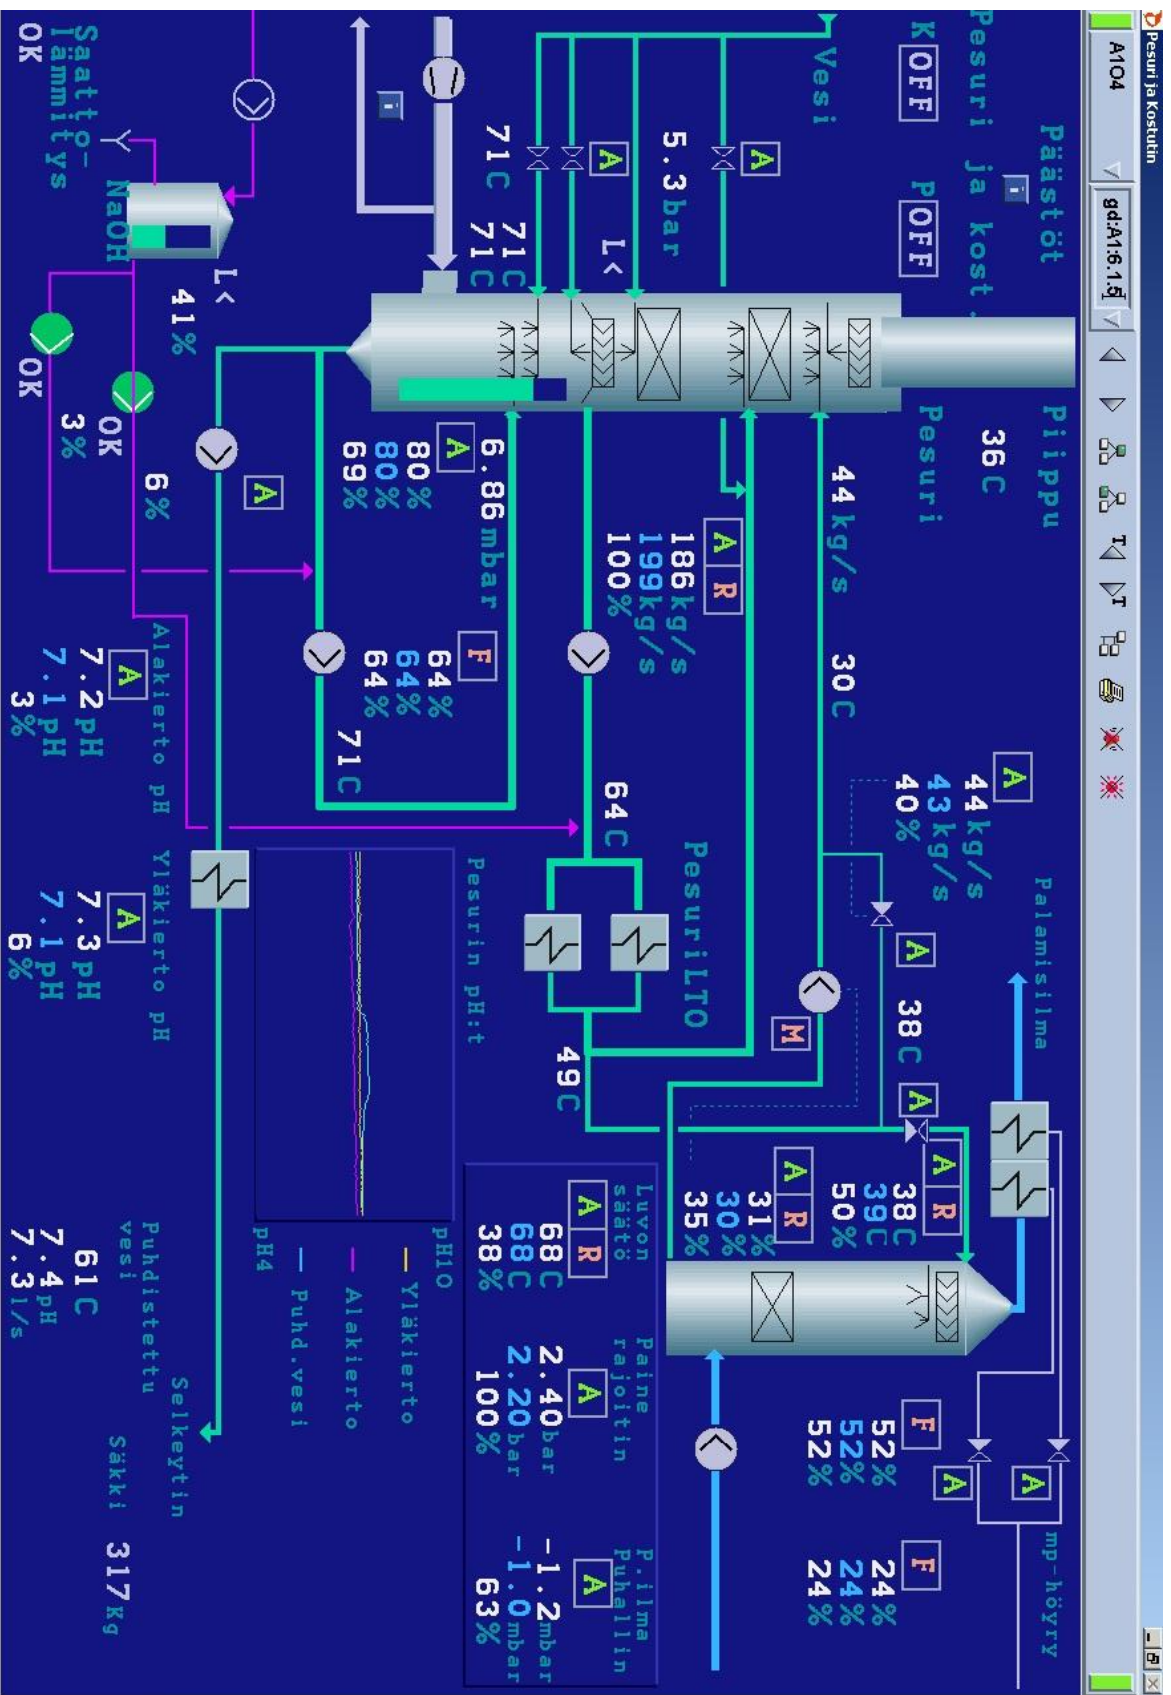 Pesuri ja Kostutin
A104
gd:A1:6.1.5
T
T
Päästöt
Pesuri ja kost.
K OFF
P OFF
Vesi
Piippu
36 C
Pesuri
A
5.3 bar
A
L<
71 C
71 C
71 C
44 kg/s
30 C
A R
186 kg/s
199 kg/s
100 %
6.86 mbar
A
80 %
80 %
69 %
F
64 %
64 %
64 %
71 C
64 C
PesuriLTO
49 C
A
44 kg/s
43 kg/s
40 %
A
38 C
A
M
Palamisilma
A R
38 C
39 C
50 %
A R
31 %
30 %
35 %
mp-höyry
A
A
F
52 %
52 %
52 %
F
24 %
24 %
24 %
Luvon
säätö
A R
68 C
68 C
38 %
Paine
rajoitin
A
2.40 bar
2.20 bar
100 %
P.ilma
puhallin
A
-1.2 mbar
-1.0 mbar
63 %
Pesurin pH:t
pH10
pH4
Yläkierto
Alakierto
Puhd.vesi
Saatto-
lämmitys
OK
NaOH
L<
41 %
OK
OK
3 %
6 %
A
Alakierto pH
A
7.2 pH
7.1 pH
3 %
Yläkierto pH
A
7.3 pH
7.1 pH
6 %
Selkeytin
Puhdistettu
vesi
61 C
7.4 pH
7.3 l/s
Säkki 317 Kg